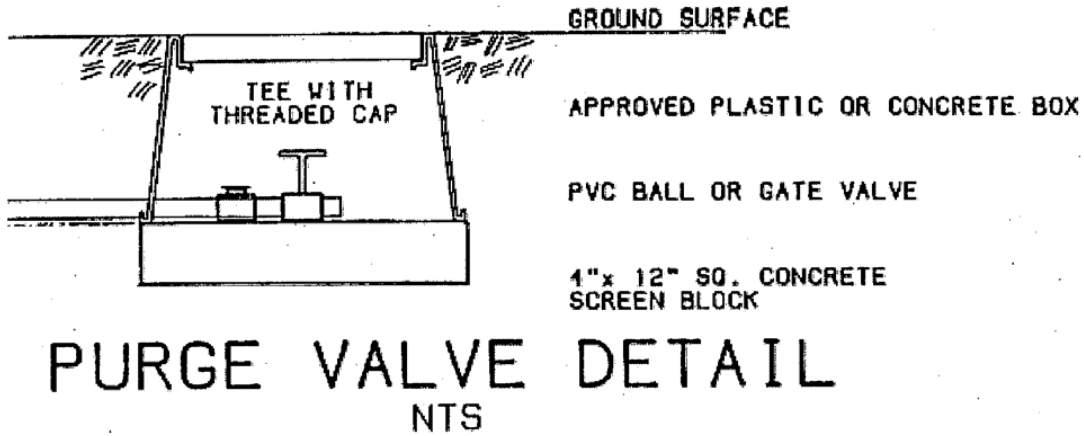 GROUND SURFACE
TEE WITH
THREADED CAP
APPROVED PLASTIC OR CONCRETE BOX
PVC BALL OR GATE VALVE
4"x 12" SQ. CONCRETE
SCREEN BLOCK
PURGE VALVE DETAIL
NTS